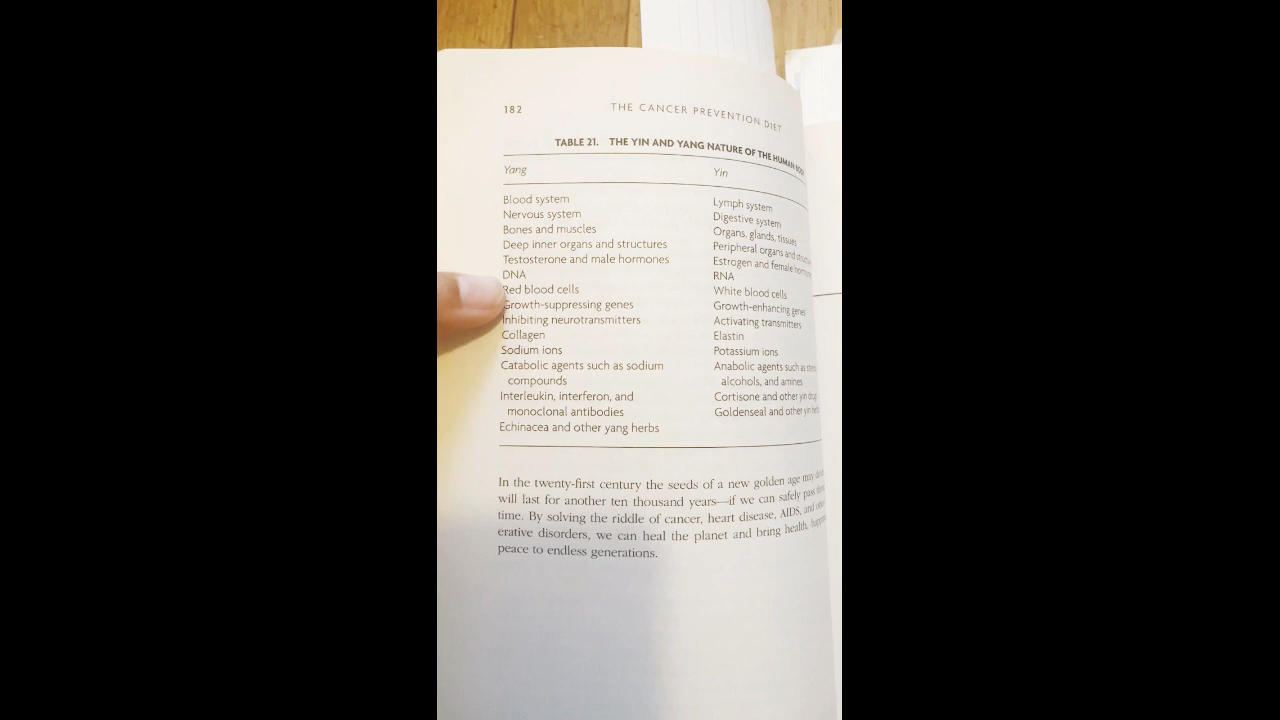 182
THE CANCER PREVENTION DIET
TABLE 21. THE YIN AND YANG NATURE OF THE HUMAN BODY
Yang Yin
Blood system Lymph system
Nervous system Digestive system
Bones and muscles Organs, glands, tissues
Deep inner organs and structures Peripheral organs and
Testosterone and male hormones Estrogen and female
DNA RNA
Red blood cells White blood cells
Growth-suppressing genes Growth-enhancing genes
Inhibiting neurotransmitters Activating transmitters
Collagen Elastin
Sodium ions Potassium ions
Catabolic agents such as sodium Anabolic agents such as
compounds alcohols, and amines
Interleukin, interferon, and Cortisone and other yin
monoclonal antibodies Goldenseal and other yin
Echinacea and other yang herbs
In the twenty-first century the seeds of a new golden age may
will last for another ten thousand years—if we can safely pass
time. By solving the riddle of cancer, heart disease, AIDS, and
erative disorders, we can heal the planet and bring health,
peace to endless generations.